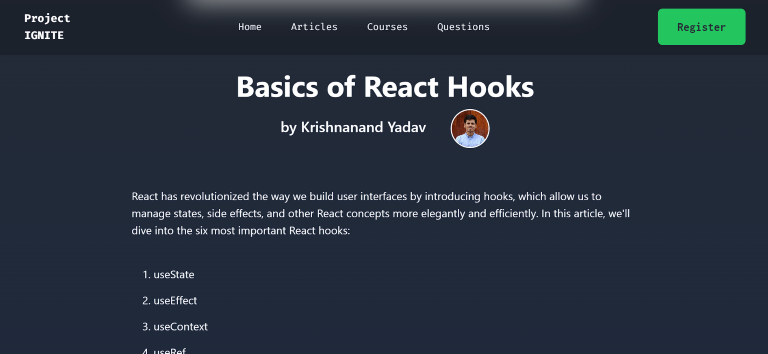 Project
IGNITE
Home Articles Courses Questions
Register
Basics of React Hooks
by Krishnanand Yadav
React has revolutionized the way we build user interfaces by introducing hooks, which allow us to
manage states, side effects, and other React concepts more elegantly and efficiently. In this article, we'll
dive into the six most important React hooks:
1. useState
2. useEffect
3. useContext
4. useRef